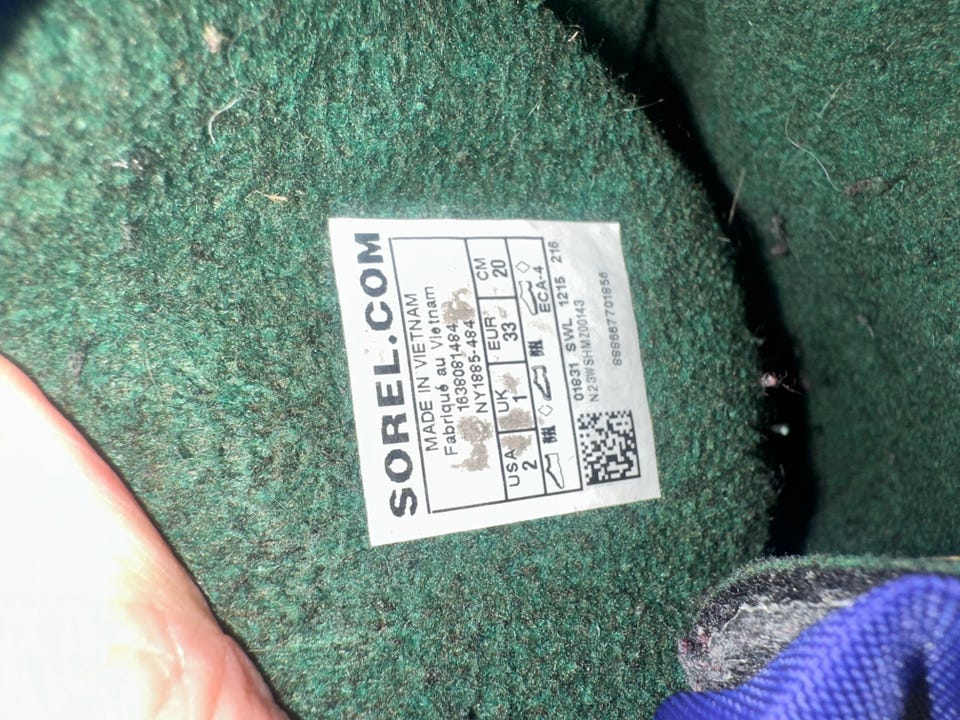 SOREL.COM
MADE IN VIETNAM
Fabriqué au Vietnam
1638081484
NY1885-484
USA UK EUR CM
2 1 33 20
ECA-4
01831 SWL 1215 216
N23WSHMZ00143
888667701856